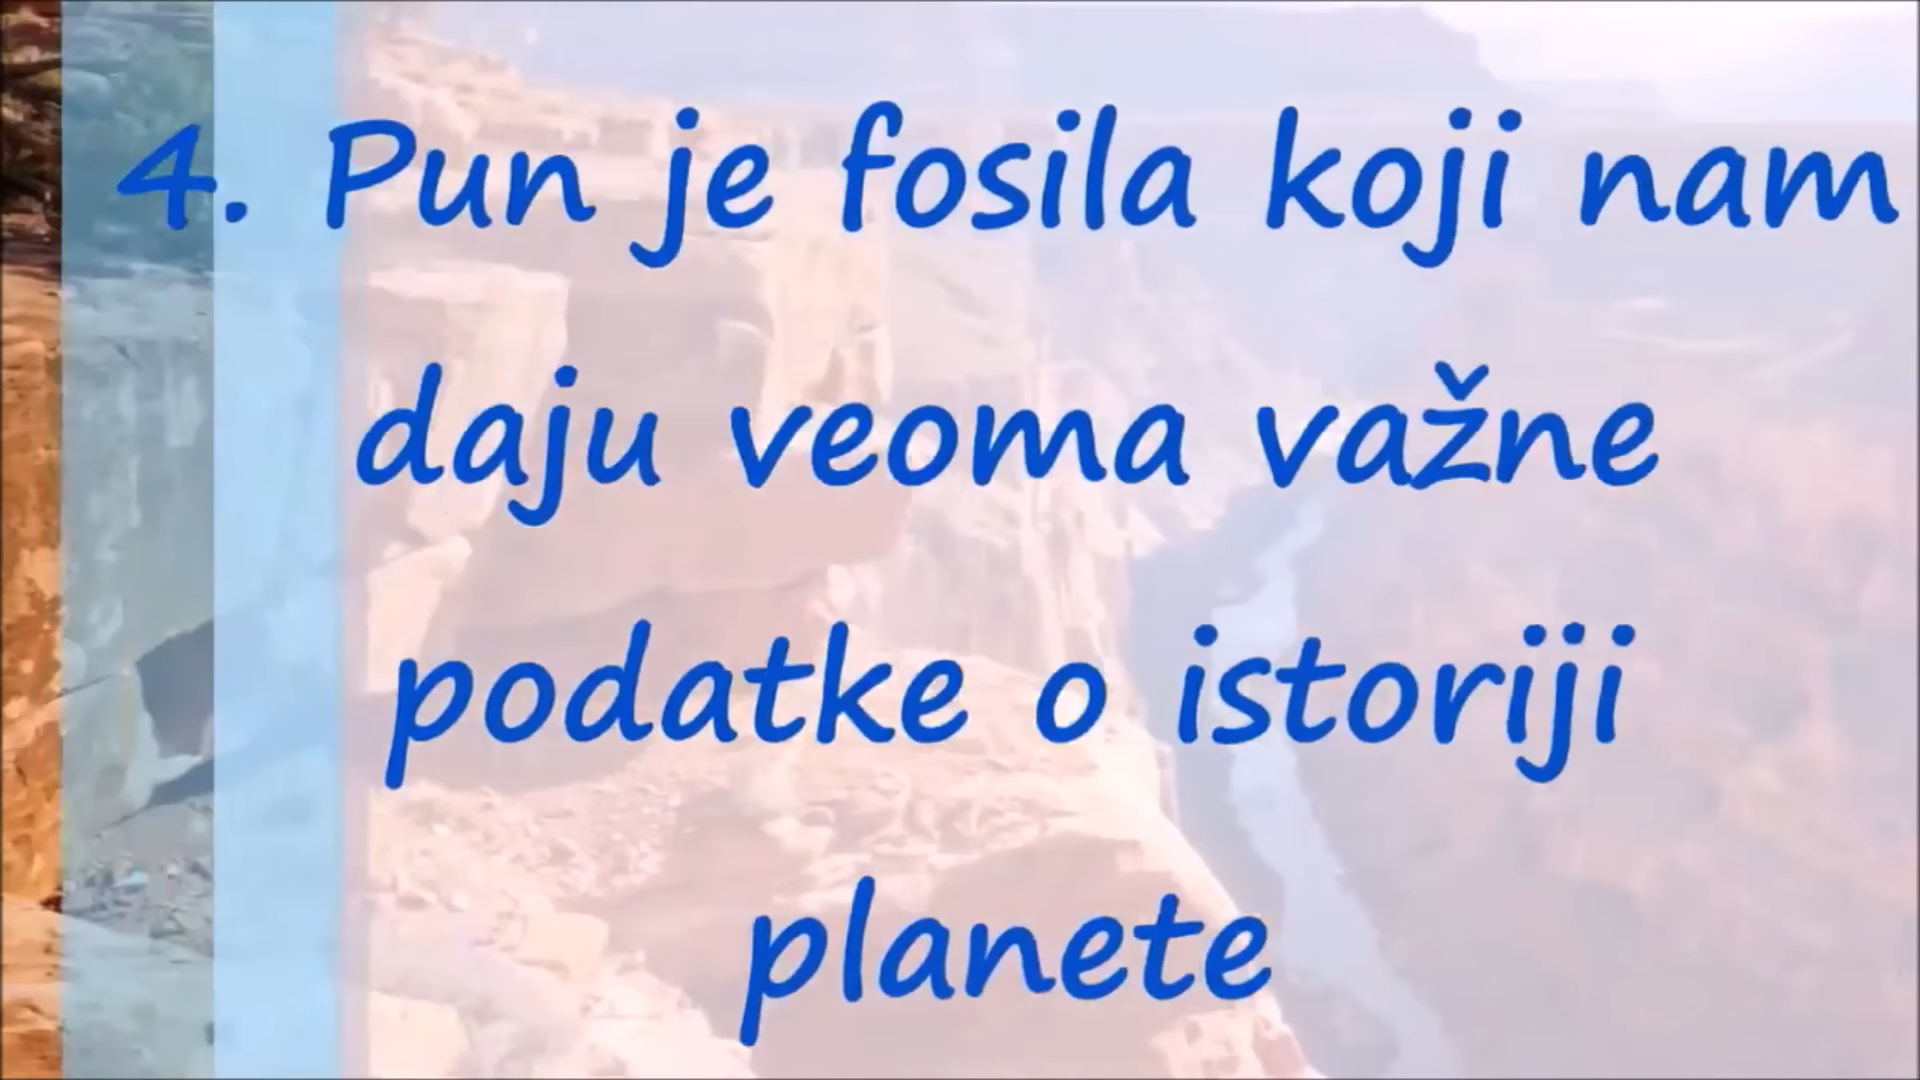 4. Pun je fosila koji nam
daju veoma važne
podatke o istoriji
planete